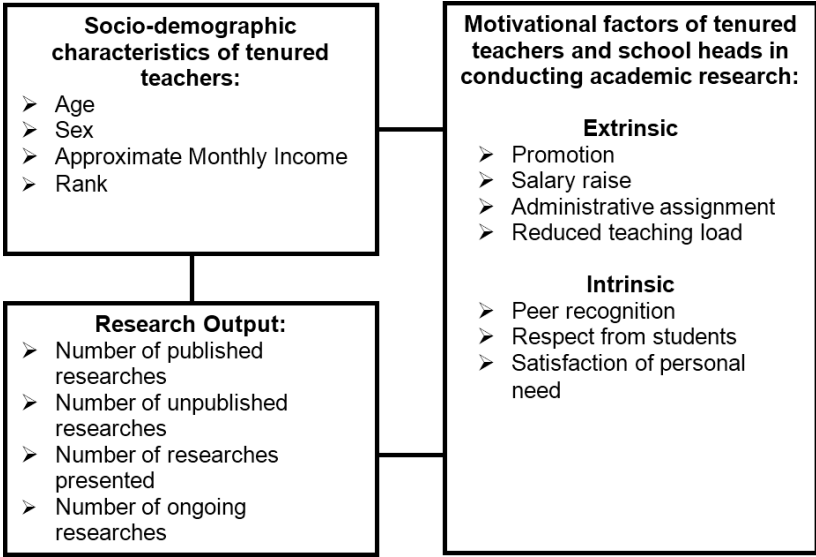 Socio-demographic
characteristics of tenured
teachers:
➢ Age
➢ Sex
➢ Approximate Monthly Income
➢ Rank
Research Output:
➢ Number of published
researches
➢ Number of unpublished
researches
➢ Number of researches
presented
➢ Number of ongoing
researches
Motivational factors of tenured
teachers and school heads in
conducting academic research:
Extrinsic
➢ Promotion
➢ Salary raise
➢ Administrative assignment
➢ Reduced teaching load
Intrinsic
➢ Peer recognition
➢ Respect from students
➢ Satisfaction of personal
need